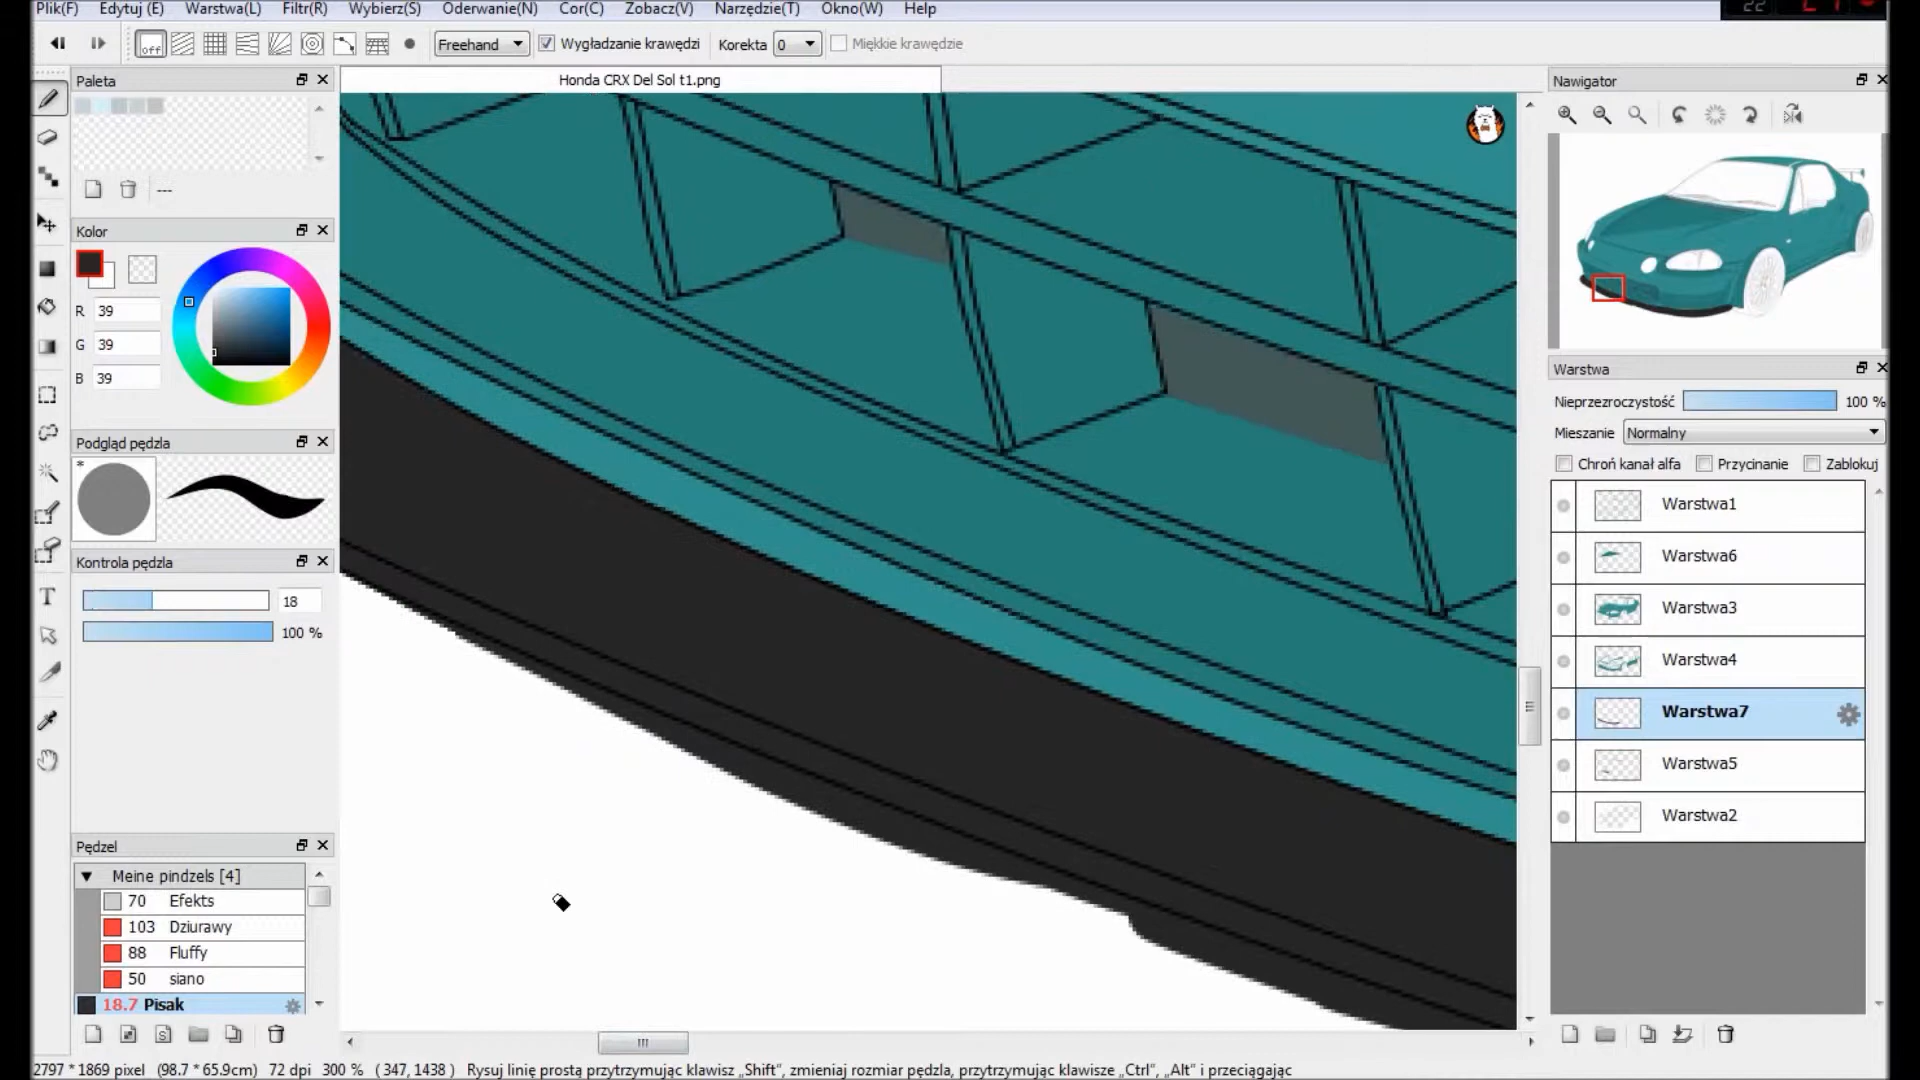 Plik(F) Edytuj (E) Warstwa(L) Filtr(R) Wybierz(S) Oderwanie(N) Cor(C) Zobacz(V) Narzędzie(T) Okno(W) Help
off Freehand Wygładzanie krawędzi Korekta 0 Miękkie krawędzie
Paleta
Honda CRX Del Sol t1.png
Nawigator
---
Kolor
R 39
G 39
B 39
Warstwa
Nieprzezroczystość 100 %
Mieszanie Normalny
Podgląd pędzla
*
Chroń kanał alfa Przycinanie Zablokuj
Warstwa1
Warstwa6
Kontrola pędzla
18
100 %
Warstwa3
Warstwa4
Warstwa7
Warstwa5
Warstwa2
Pędzel
Meine pindzels [4]
70 Efekts
103 Dziurawy
88 Fluffy
50 siano
18.7 Pisak
2797 * 1869 pixel (98.7 * 65.9cm) 72 dpi 300 % ( 347, 1438 ) Rysuj linię prostą przytrzymując klawisz „Shift”, zmieniaj rozmiar pędzla, przytrzymując klawisze „Ctrl”, „Alt” i przeciągając